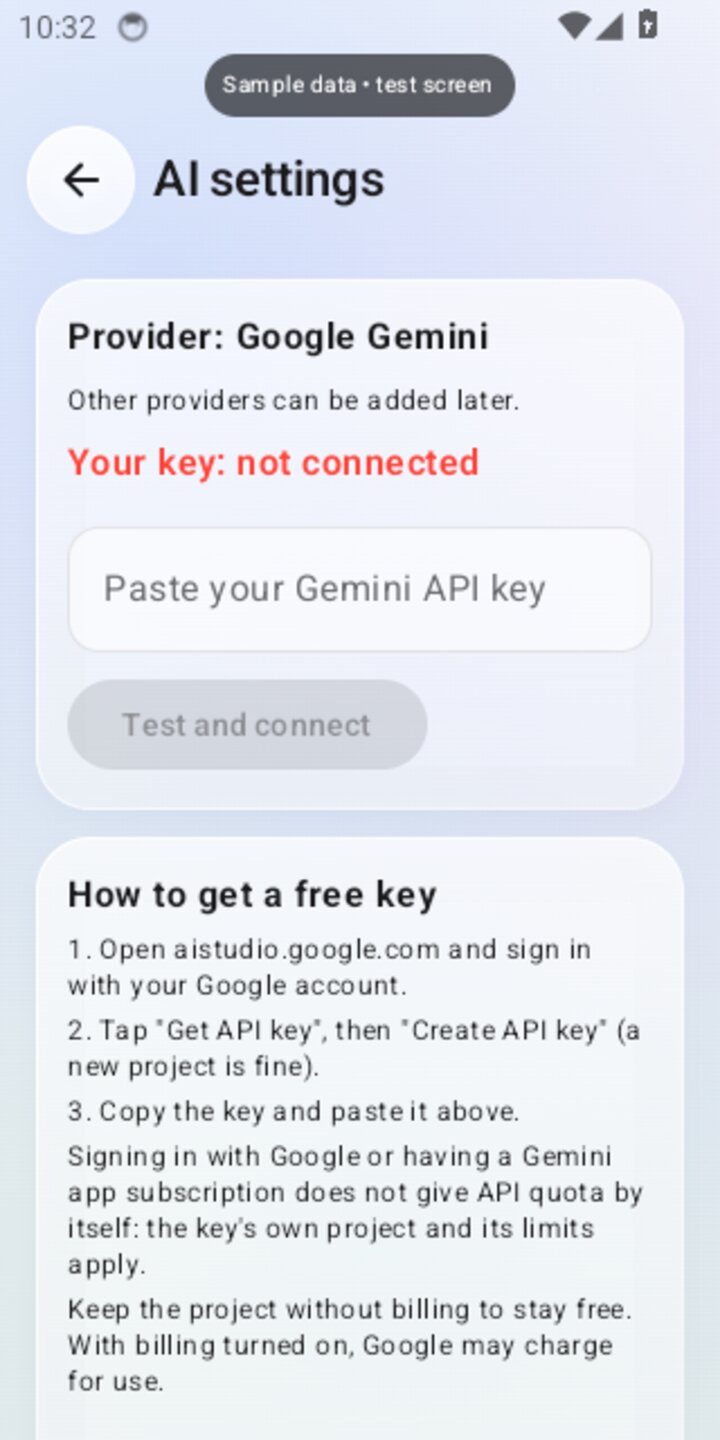 10:32
Sample data • test screen
AI settings
Provider: Google Gemini
Other providers can be added later.
Your key: not connected
Paste your Gemini API key
Test and connect
How to get a free key
1. Open aistudio.google.com and sign in
with your Google account.
2. Tap "Get API key", then "Create API key" (a
new project is fine).
3. Copy the key and paste it above.
Signing in with Google or having a Gemini
app subscription does not give API quota by
itself: the key's own project and its limits
apply.
Keep the project without billing to stay free.
With billing turned on, Google may charge
for use.